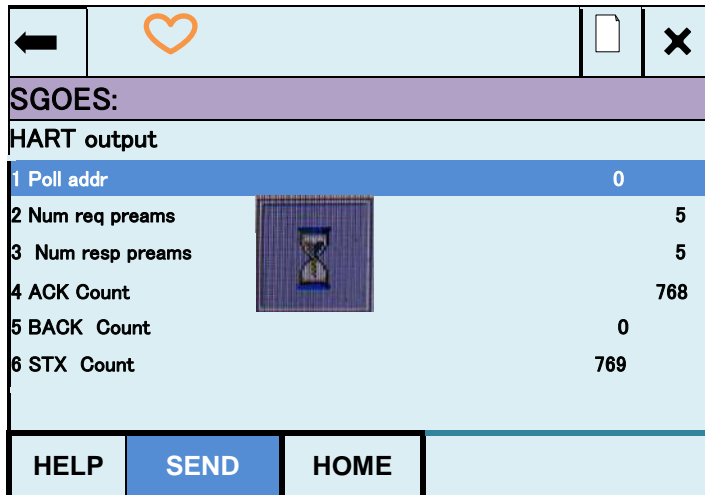 SGOES:
HART output
1 Poll addr 0
2 Num req preams 5
3 Num resp preams 5
4 ACK Count 768
5 BACK Count 0
6 STX Count 769
HELP SEND HOME